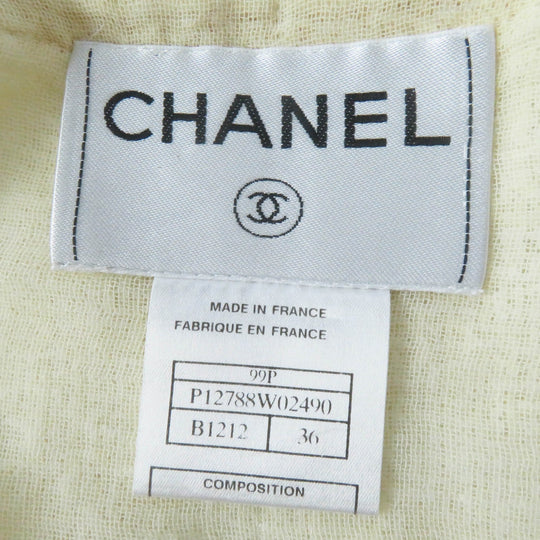 CHANEL
MADE IN FRANCE
FABRIQUE EN FRANCE
99P
P12788W02490
B1212 36
COMPOSITION